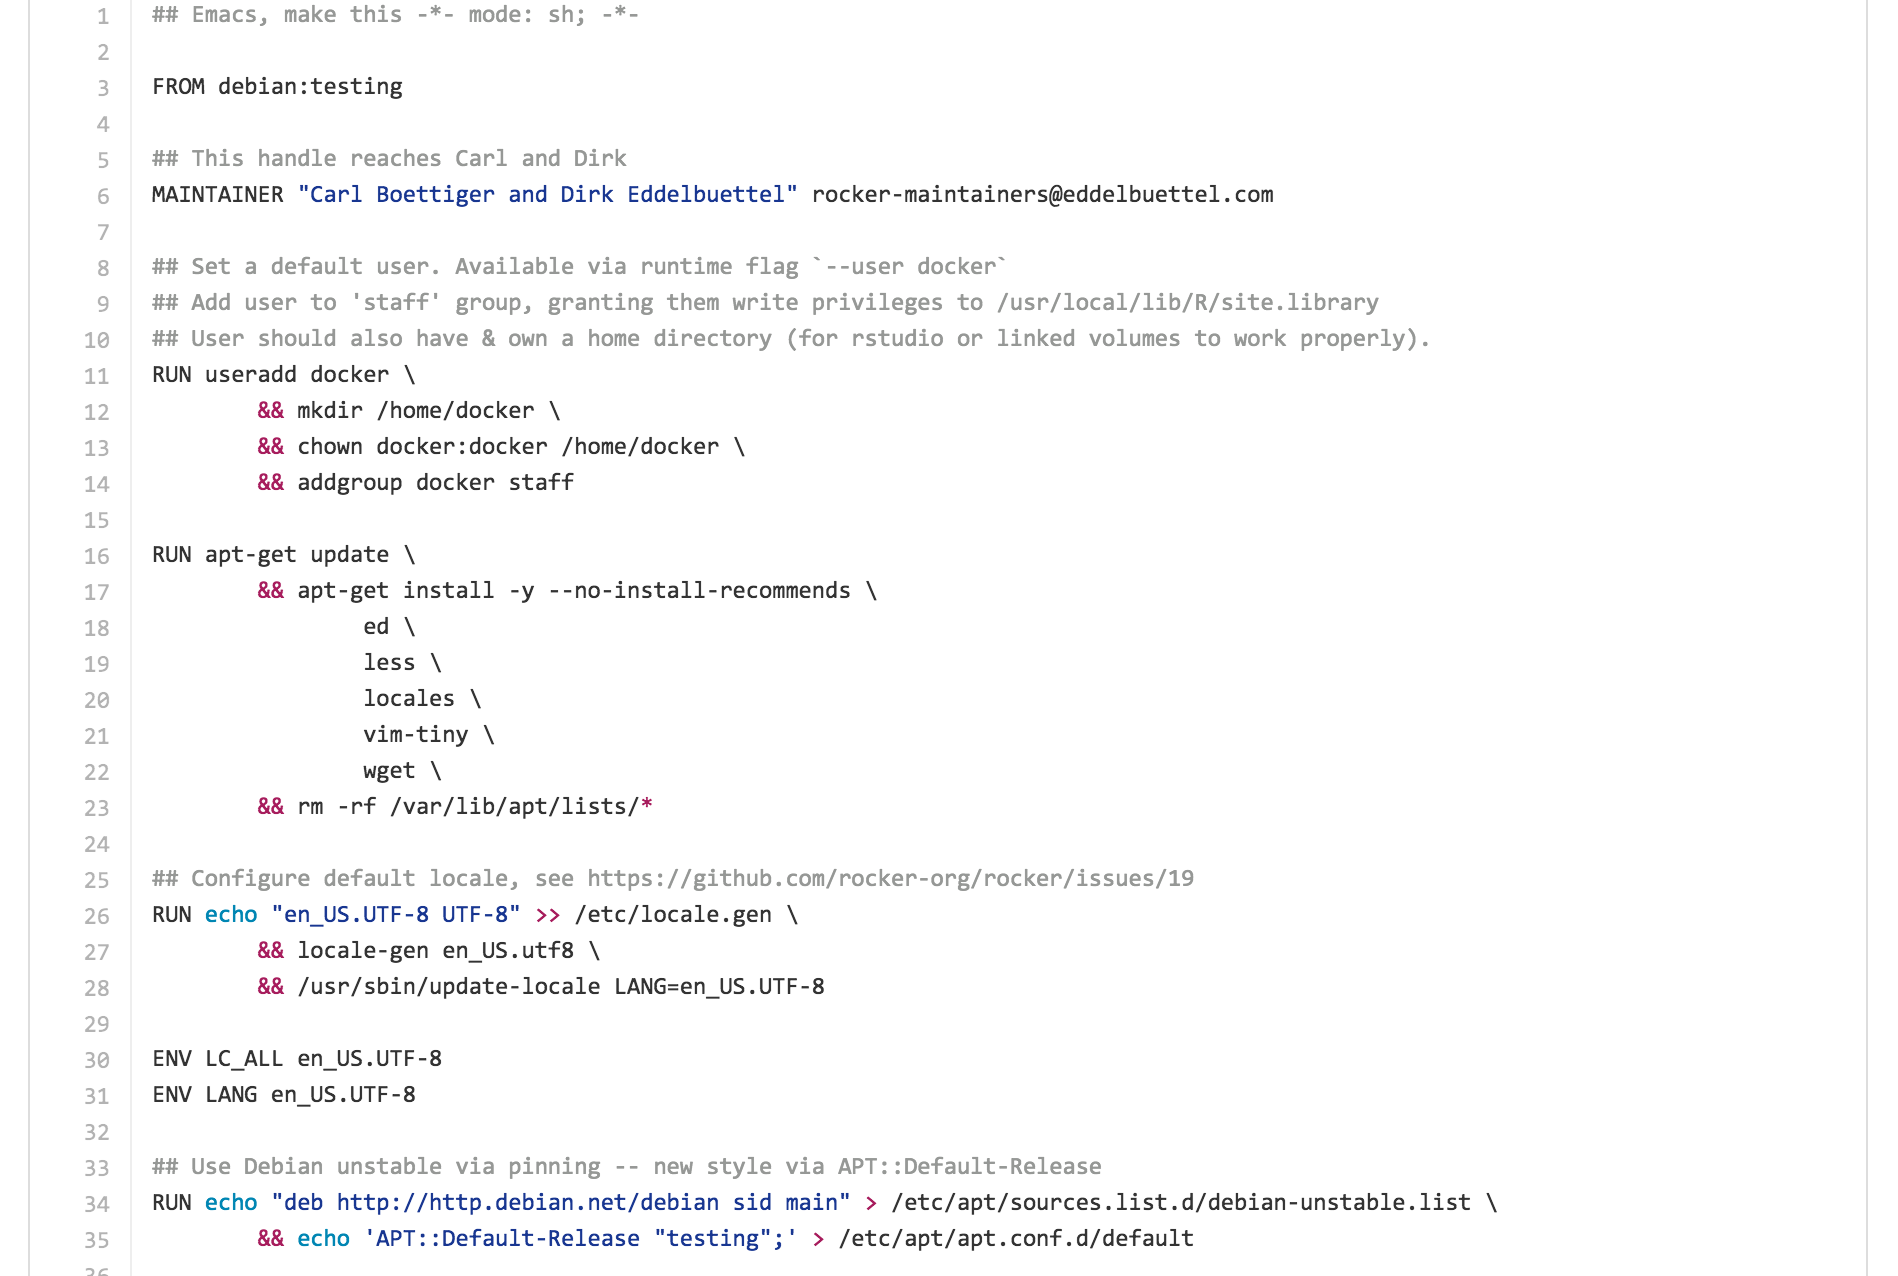 1 ## Emacs, make this -*- mode: sh; -*-
2
3 FROM debian:testing
4
5 ## This handle reaches Carl and Dirk
6 MAINTAINER "Carl Boettiger and Dirk Eddelbuettel" rocker-maintainers@eddelbuettel.com
7
8 ## Set a default user. Available via runtime flag `--user docker`
9 ## Add user to 'staff' group, granting them write privileges to /usr/local/lib/R/site.library
10 ## User should also have & own a home directory (for rstudio or linked volumes to work properly).
11 RUN useradd docker \
12 && mkdir /home/docker \
13 && chown docker:docker /home/docker \
14 && addgroup docker staff
15
16 RUN apt-get update \
17 && apt-get install -y --no-install-recommends \
18 ed \
19 less \
20 locales \
21 vim-tiny \
22 wget \
23 && rm -rf /var/lib/apt/lists/*
24
25 ## Configure default locale, see https://github.com/rocker-org/rocker/issues/19
26 RUN echo "en_US.UTF-8 UTF-8" >> /etc/locale.gen \
27 && locale-gen en_US.utf8 \
28 && /usr/sbin/update-locale LANG=en_US.UTF-8
29
30 ENV LC_ALL en_US.UTF-8
31 ENV LANG en_US.UTF-8
32
33 ## Use Debian unstable via pinning -- new style via APT::Default-Release
34 RUN echo "deb http://http.debian.net/debian sid main" > /etc/apt/sources.list.d/debian-unstable.list \
35 && echo 'APT::Default-Release "testing";' > /etc/apt/apt.conf.d/default
36